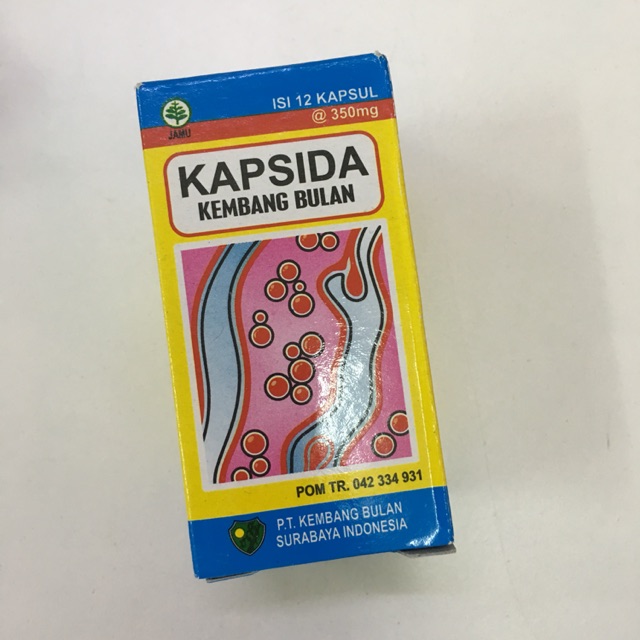 ISI 12 KAPSUL
@ 350mg
JAMU
KAPSIDA
KEMBANG BULAN
POM TR. 042 334 931
P.T. KEMBANG BULAN
SURABAYA INDONESIA